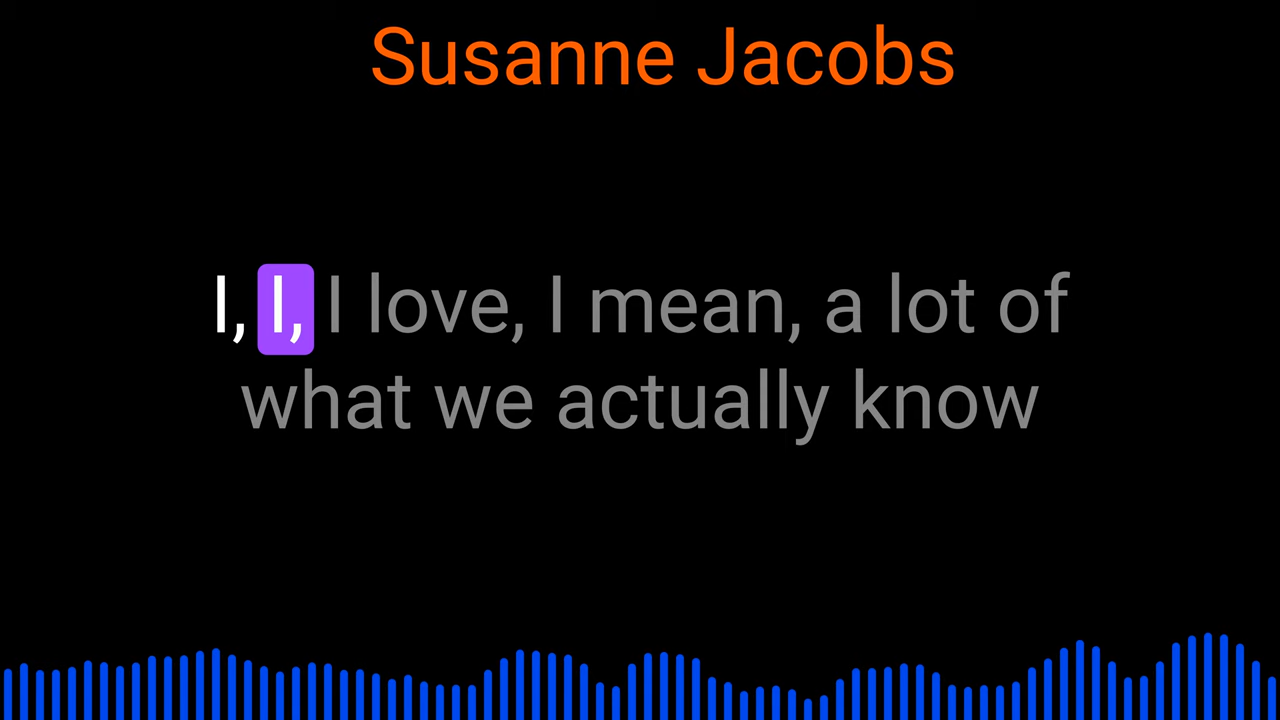 Susanne Jacobs
I, I, I love, I mean, a lot of
what we actually know